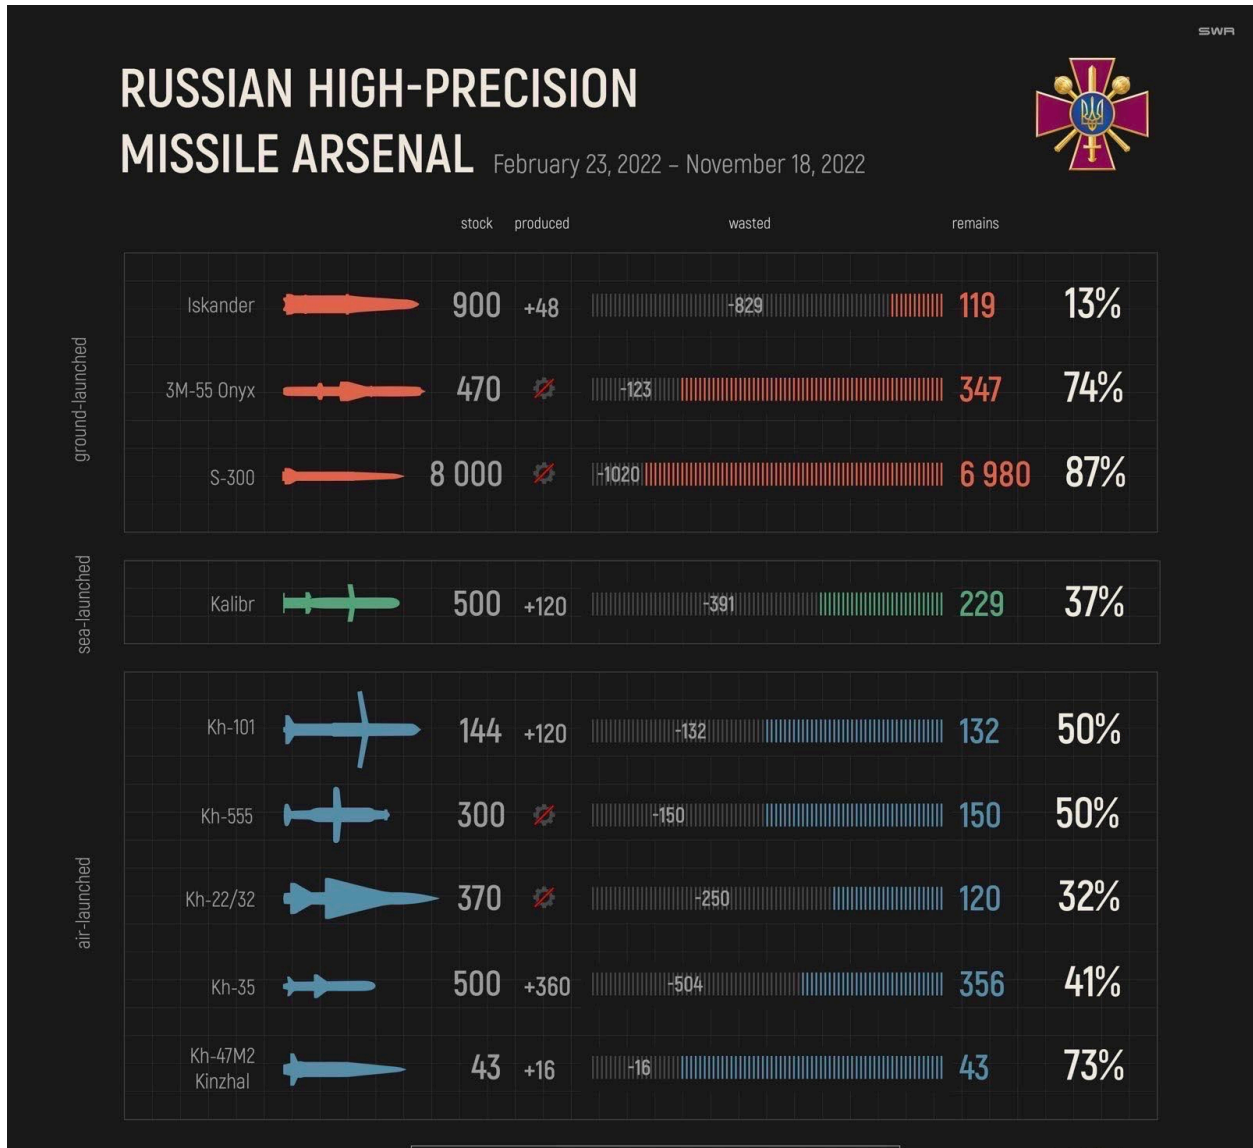 SWR
RUSSIAN HIGH-PRECISION
MISSILE ARSENAL February 23, 2022 – November 18, 2022
stock produced wasted remains
ground-launched
Iskander 900 +48 -829 119 13%
3M-55 Onyx 470 -123 347 74%
S-300 8 000 -1020 6 980 87%
sea-launched
Kalibr 500 +120 -391 229 37%
air-launched
Kh-101 144 +120 -132 132 50%
Kh-555 300 -150 150 50%
Kh-22/32 370 -250 120 32%
Kh-35 500 +360 -504 356 41%
Kh-47M2
Kinzhal 43 +16 -16 43 73%